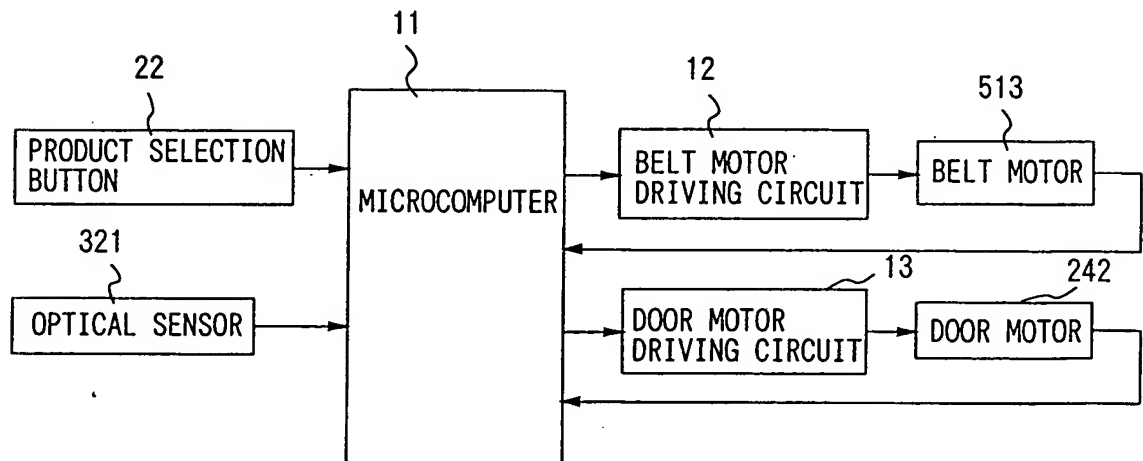 11
22
12
513
PRODUCT SELECTION
BUTTON
MICROCOMPUTER
BELT MOTOR
DRIVING CIRCUIT
BELT MOTOR
321
13
242
OPTICAL SENSOR
DOOR MOTOR
DRIVING CIRCUIT
DOOR MOTOR